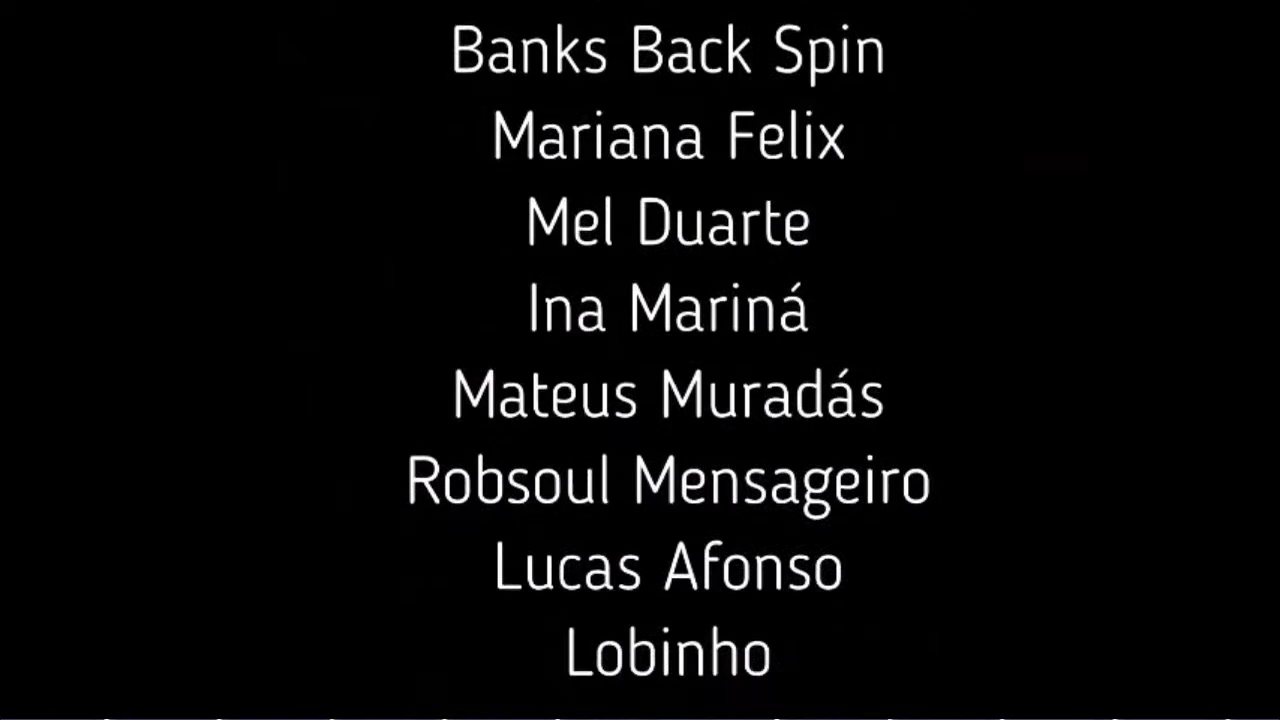 Banks Back Spin
Mariana Felix
Mel Duarte
Ina Mariná
Mateus Muradás
Robsoul Mensageiro
Lucas Afonso
Lobinho